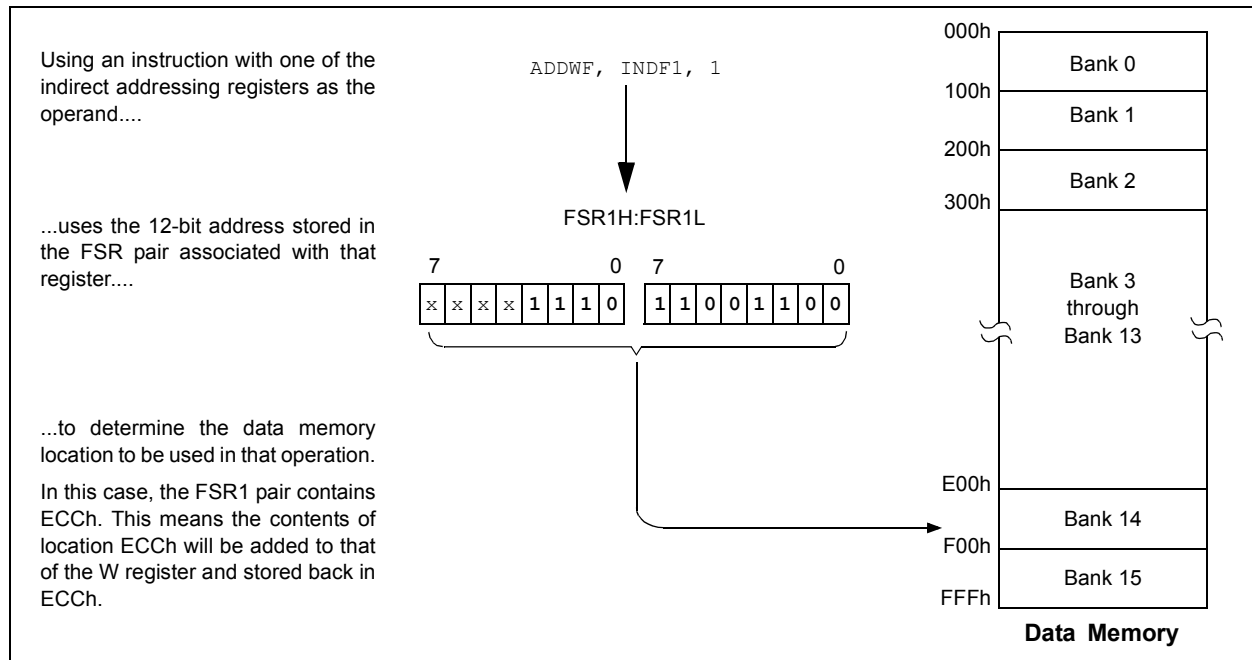 Using an instruction with one of the
indirect addressing registers as the
operand....
ADDWF, INDF1, 1
...uses the 12-bit address stored in
the FSR pair associated with that
register....
FSR1H:FSR1L
7 0 7 0
x x x x 1 1 1 0 1 1 0 0 1 1 0 0
...to determine the data memory
location to be used in that operation.
In this case, the FSR1 pair contains
ECCh. This means the contents of
location ECCh will be added to that
of the W register and stored back in
ECCh.
000h
Bank 0
100h
Bank 1
200h
Bank 2
300h
Bank 3
through
Bank 13
E00h
Bank 14
F00h
Bank 15
FFFh
Data Memory